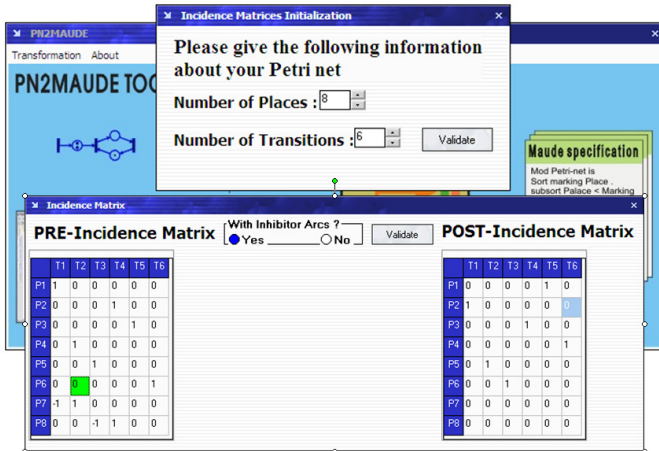 Incidence Matrices Initialization
Please give the following information
about your Petri net
Number of Places : 8
Number of Transitions : 6 Validate
PN2MAUDE
Transformation About
PN2MAUDE TOO
Maude specification
Mod Petri-net is
Sort marking Place .
subsort Palace < Marking
Incidence Matrix
PRE-Incidence Matrix
With Inhibitor Arcs ?
Yes No
Validate
POST-Incidence Matrix
T1 T2 T3 T4 T5 T6
P1 1 0 0 0 0 0
P2 0 0 0 1 0 0
P3 0 0 0 0 1 0
P4 0 1 0 0 0 0
P5 0 0 1 0 0 0
P6 0 0 0 0 0 1
P7 -1 1 0 0 0 0
P8 0 0 -1 1 0 0
T1 T2 T3 T4 T5 T6
P1 0 0 0 0 1 0
P2 1 0 0 0 0 0
P3 0 0 0 1 0 0
P4 0 0 0 0 0 1
P5 0 1 0 0 0 0
P6 0 0 1 0 0 0
P7 0 0 0 0 0 0
P8 0 0 0 0 0 0